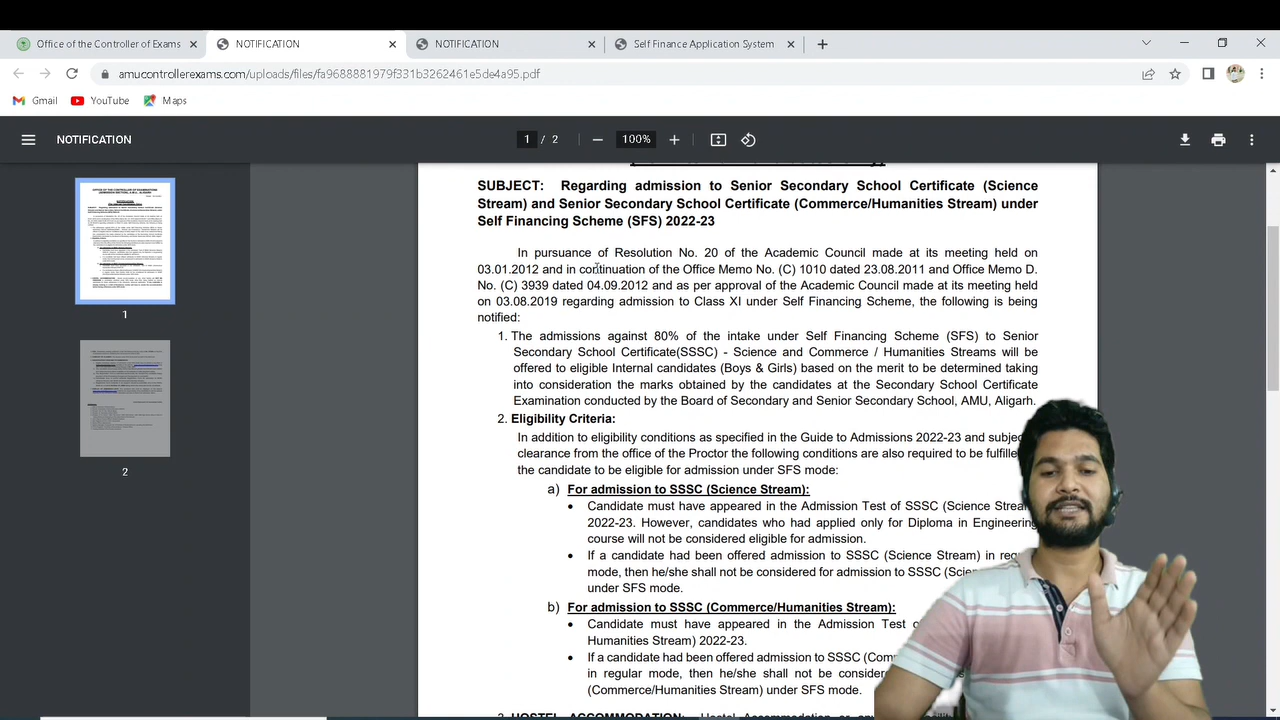 Office of the Controller of Exams
NOTIFICATION
NOTIFICATION
Self Finance Application System
amucontrollerexams.com/uploads/files/fa9688881979f331b3262461e5de4a95.pdf
Gmail YouTube Maps
NOTIFICATION 1 / 2 100%
1
2
SUBJECT: Regarding admission to Senior Secondary School Certificate (Science
Stream) and Senior Secondary School Certificate (Commerce/Humanities Stream) under
Self Financing Scheme (SFS) 2022-23
In pursuance of Resolution No. 20 of the Academic Council made at its meeting held on
and in continuation of the Office Memo No. (C) 1010 dated 23.08.2011 and Office Memo D.
No. (C) 3939 dated 04.09.2012 and as per approval of the Academic Council made at its meeting held
on 03.08.2019 regarding admission to Class XI under Self Financing Scheme, the following is being
notified:
1. The admissions against 80% of the intake under Self Financing Scheme (SFS) to Senior
Secondary School Certificate(SSSC) - Science and Commerce / Humanities Streams will be
offered to eligible Internal candidates (Boys & Girls) based on the merit to be determined taking
into consideration the marks obtained by the candidates at the Secondary School Certificate
Examination conducted by the Board of Secondary and Senior Secondary School, AMU, Aligarh.
2. Eligibility Criteria:
In addition to eligibility conditions as specified in the Guide to Admissions 2022-23 and
clearance from the office of the Proctor the following conditions are also required to be
the candidate to be eligible for admission under SFS mode:
a) For admission to SSSC (Science Stream):
• Candidate must have appeared in the Admission Test of SSSC (Science
2022-23. However, candidates who had applied only for Diploma in Engineering
course will not be considered eligible for admission.
• If a candidate had been offered admission to SSSC (Science Stream) in
mode, then he/she shall not be considered for admission to SSSC
under SFS mode.
b) For admission to SSSC (Commerce/Humanities Stream):
• Candidate must have appeared in the Admission Test
Humanities Stream) 2022-23.
• If a candidate had been offered admission to SSSC
in regular mode, then he/she shall not be
(Commerce/Humanities Stream) under SFS mode.
3. HOSTEL ACCOMMODATION: Hostel Accommodation or